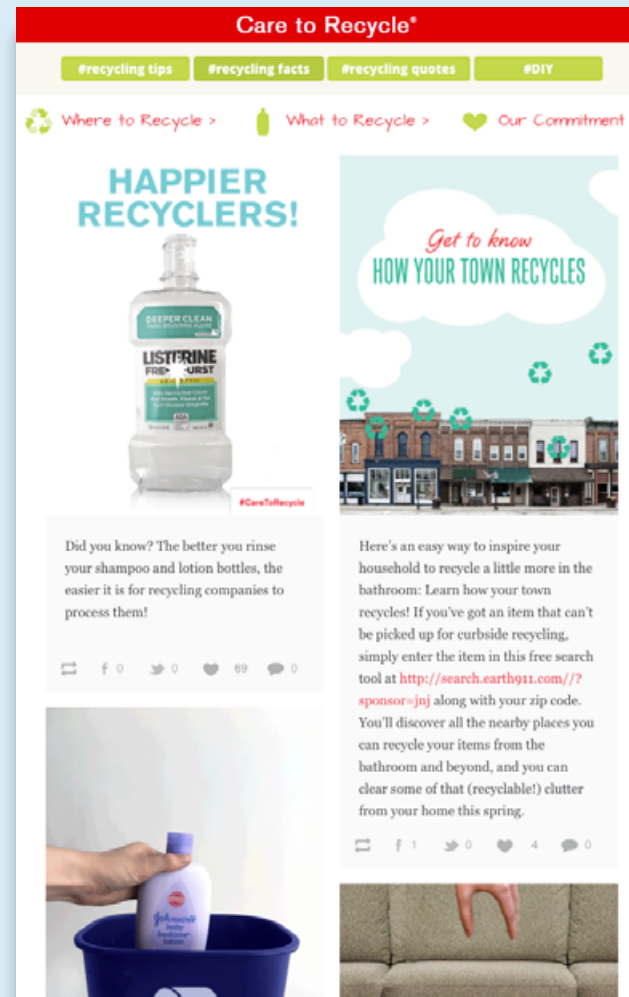 Care to Recycle®
#recycling tips #recycling facts #recycling quotes #DIY
Where to Recycle > What to Recycle > Our Commitment
HAPPIER
RECYCLERS!
DEEPER CLEAN
LISTERINE
#CareToRecycle
Did you know? The better you rinse
your shampoo and lotion bottles, the
easier it is for recycling companies to
process them!
0 0 69 0
Get to know
HOW YOUR TOWN RECYCLES
Here's an easy way to inspire your
household to recycle a little more in the
bathroom: Learn how your town
recycles! If you've got an item that can't
be picked up for curbside recycling,
simply enter the item in this free search
tool at http://search.earth911.com//?
sponsor=jnj along with your zip code.
You'll discover all the nearby places you
can recycle your items from the
bathroom and beyond, and you can
clear some of that (recyclable!) clutter
from your home this spring.
1 0 4 0
Johnson's
baby
bedtime
lotion